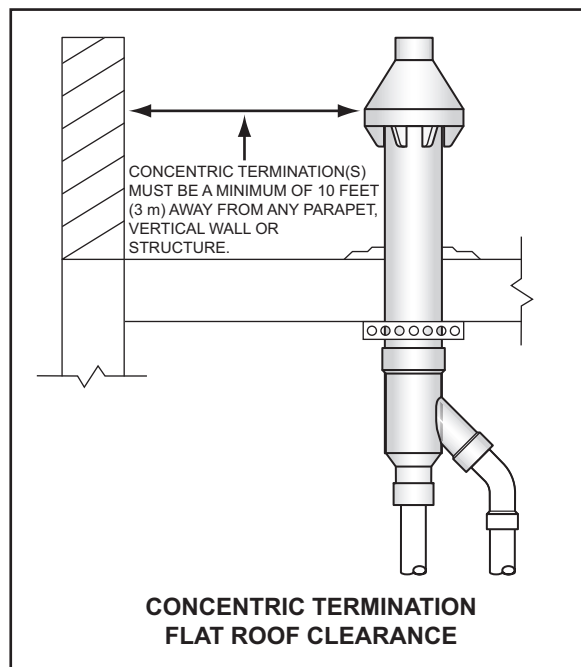 CONCENTRIC TERMINATION(S)
MUST BE A MINIMUM OF 10 FEET
(3 m) AWAY FROM ANY PARAPET,
VERTICAL WALL OR
STRUCTURE.
CONCENTRIC TERMINATION
FLAT ROOF CLEARANCE